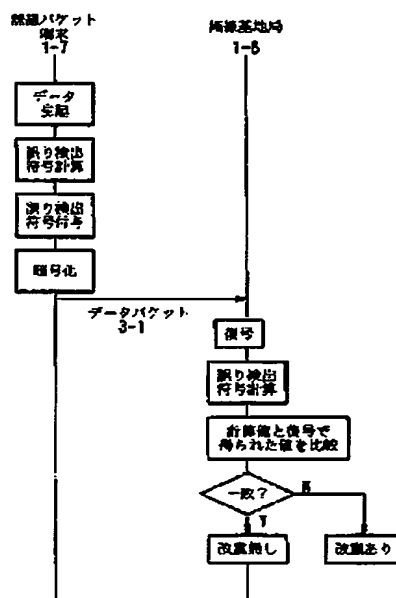 無線パケット
端末
1-7
無線基地局
1-8
データ
発起
誤り検出
符号計算
誤り検出
符号付与
暗号化
データパケット
3-1
復号
誤り検出
符号計算
計算値と復号で
得られた値を比較
一致?
N
Y
改竄無し
改竄あり